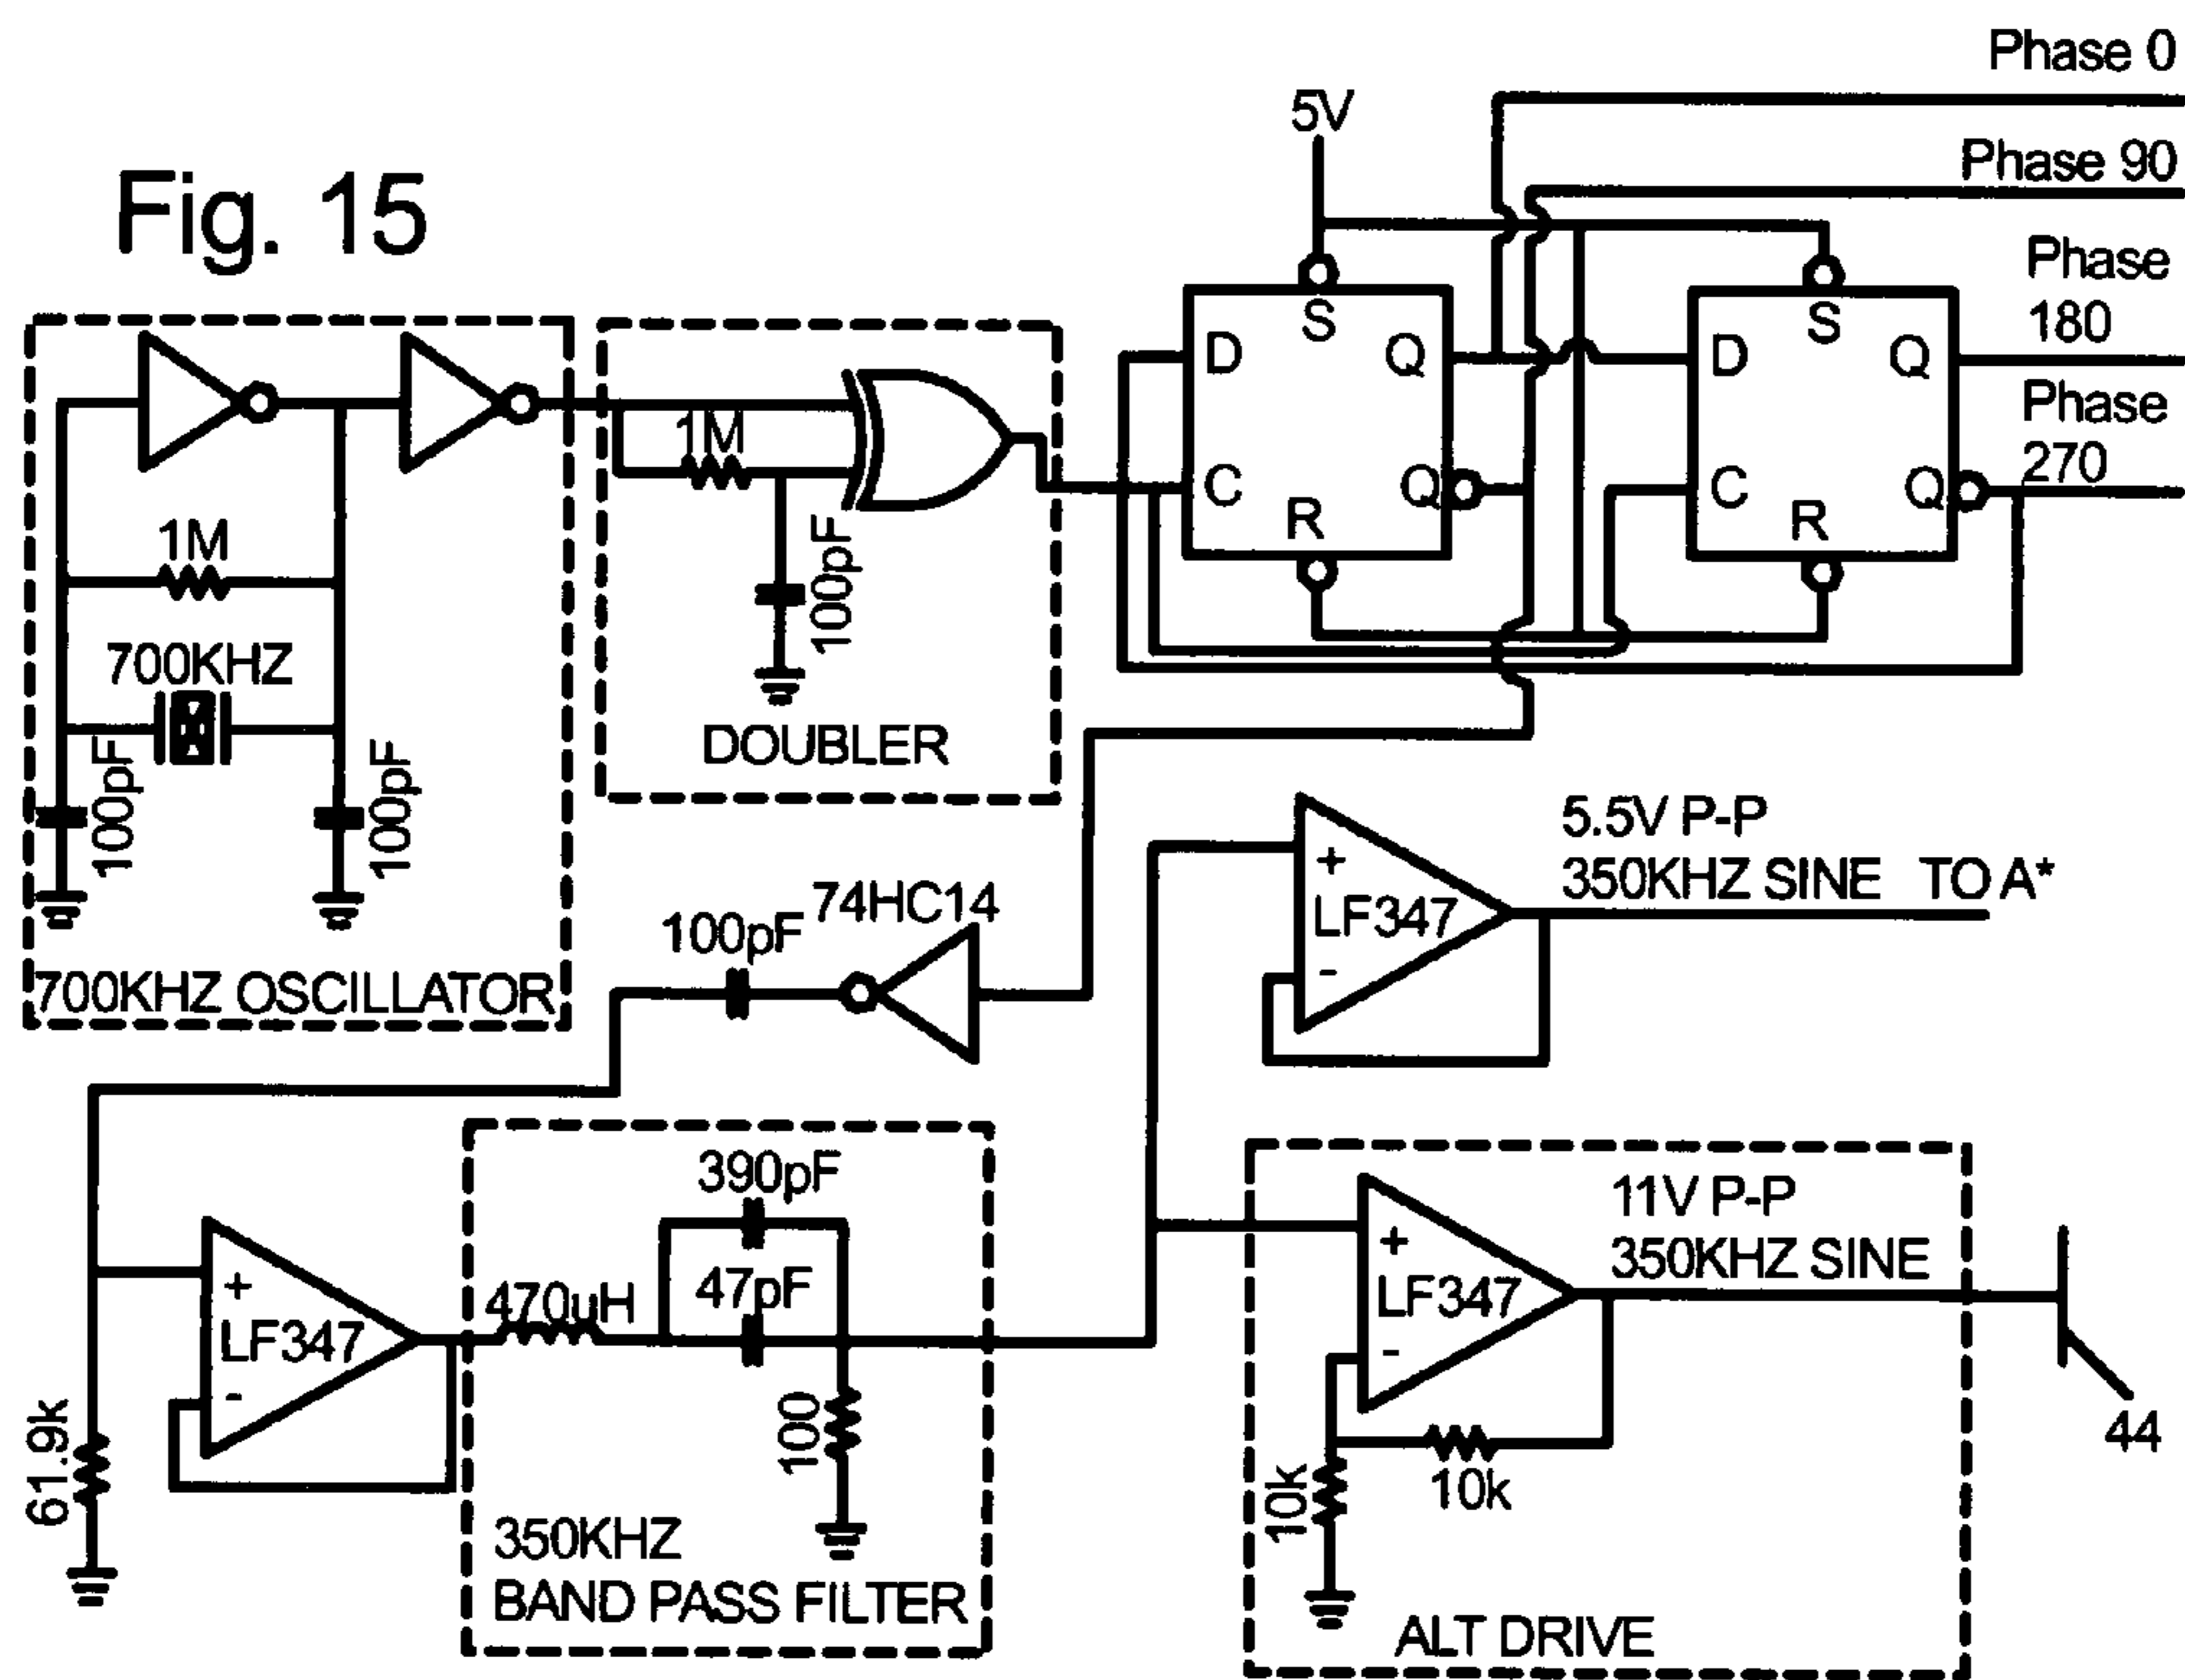 Fig. 15
Phase 0
Phase 90
Phase
180
Phase
270
5V
S
D
Q
C
Q
R
S
D
Q
C
Q
R
1M
700KHZ
100pF
100pF
700KHZ OSCILLATOR
1M
100pF
DOUBLER
74HC14
100pF
+
LF347
-
5.5V P-P
350KHZ SINE TO A*
61.9k
+
LF347
-
470uH
390pF
47pF
100
350KHZ
BAND PASS FILTER
+
LF347
-
10k
10k
11V P-P
350KHZ SINE
ALT DRIVE
44